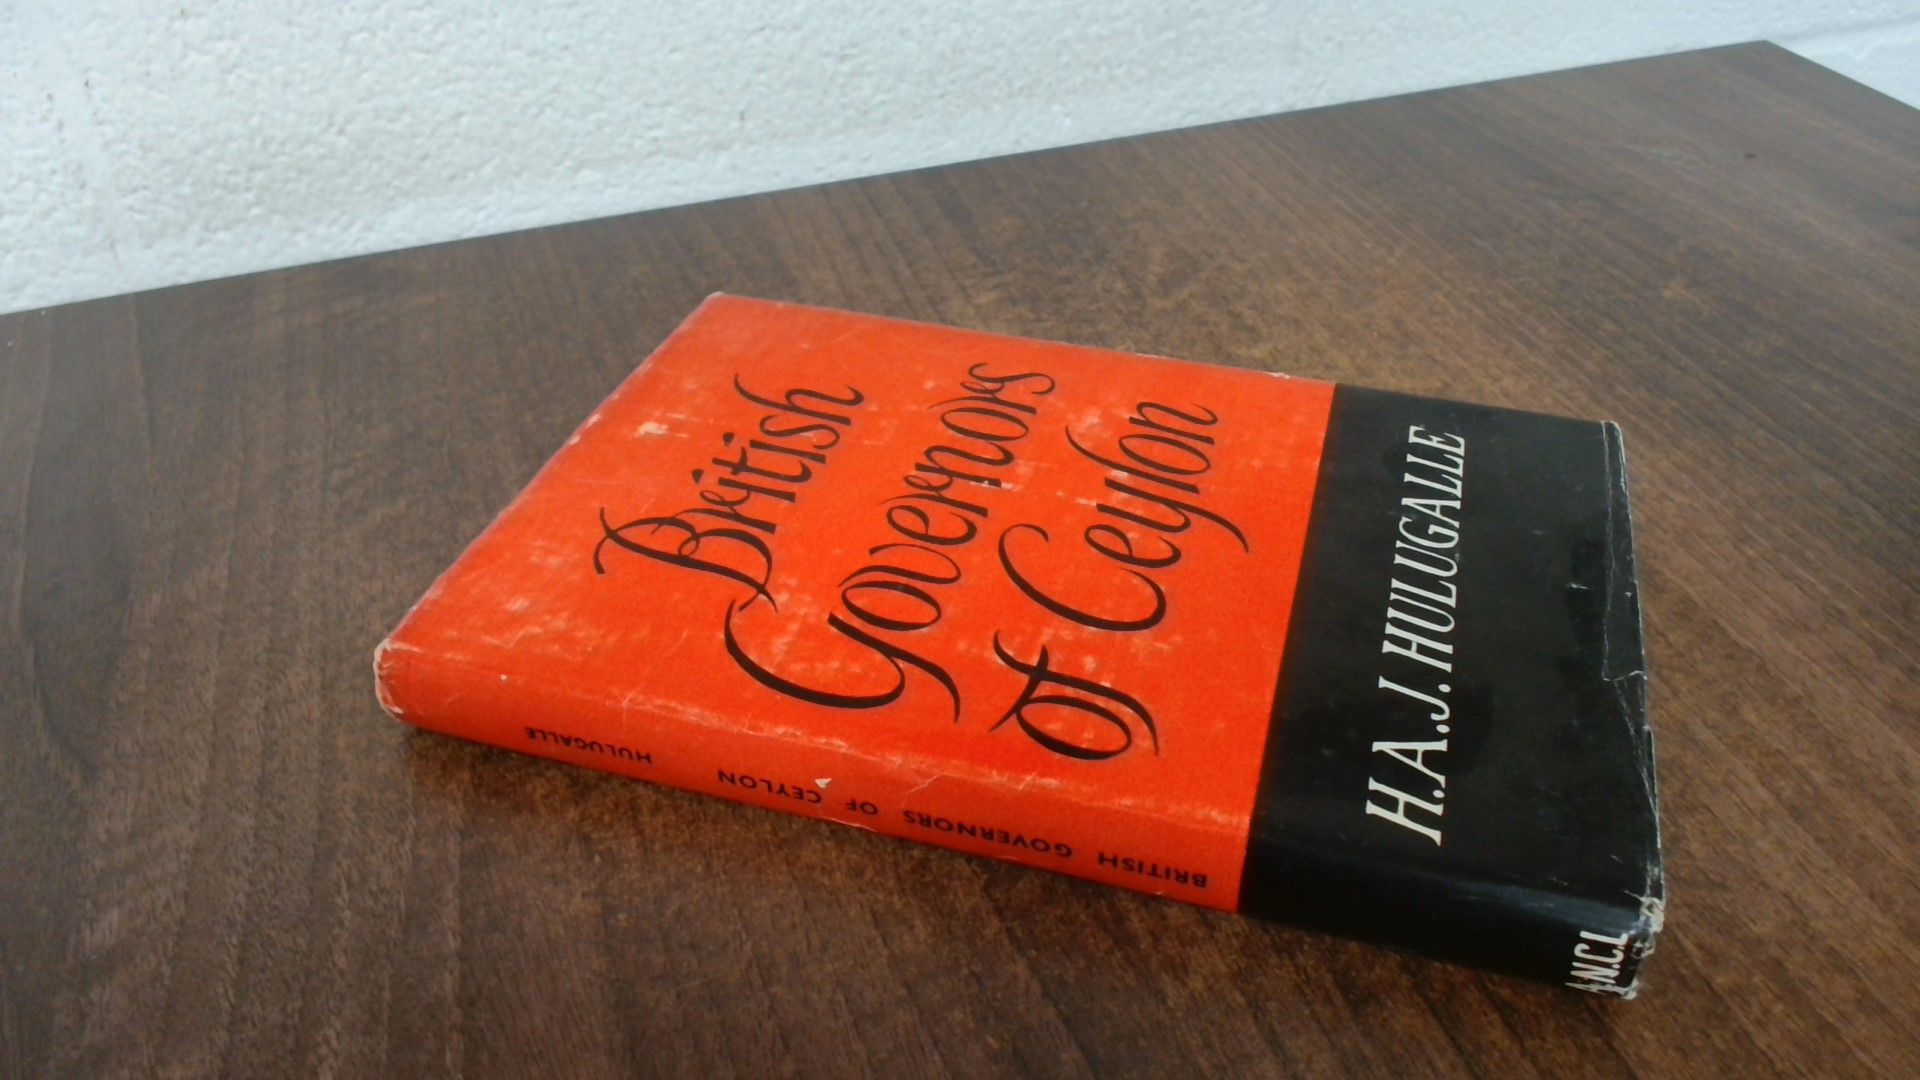 British
Governors
of Ceylon
H.A.J. HULUGALLE
BRITISH GOVERNORS OF CEYLON HULUGALLE
A.N.C.L